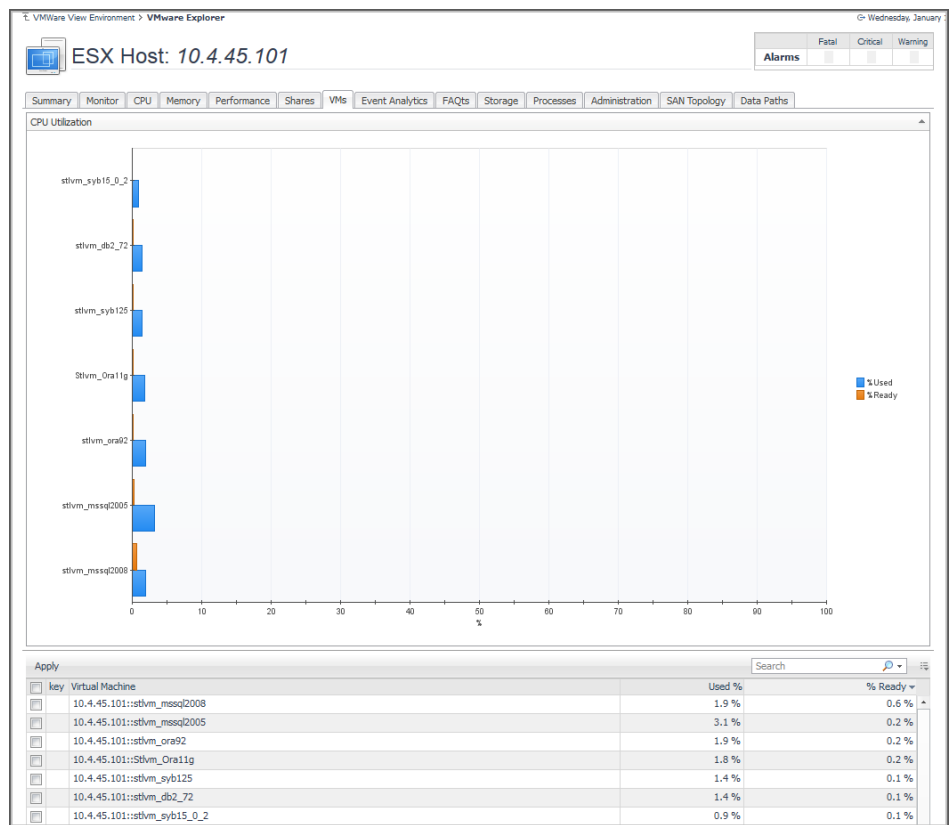 VMWare View Environment > VMware Explorer
Wednesday, January
ESX Host: 10.4.45.101
Fatal Critical Warning
Alarms
Summary Monitor CPU Memory Performance Shares VMs Event Analytics FAQts Storage Processes Administration SAN Topology Data Paths
CPU Utilization
stlvm_syb15_0_2
stlvm_db2_72
stlvm_syb125
Stlvm_Ora11g
% Used
% Ready
stlvm_ora92
stlvm_mssql2005
stlvm_mssql2008
0 10 20 30 40 50 60 70 80 90 100
%
Apply Search
key Virtual Machine Used % % Ready
10.4.45.101::stlvm_mssql2008 1.9 % 0.6 %
10.4.45.101::stlvm_mssql2005 3.1 % 0.2 %
10.4.45.101::stlvm_ora92 1.9 % 0.2 %
10.4.45.101::Stlvm_Ora11g 1.8 % 0.2 %
10.4.45.101::stlvm_syb125 1.4 % 0.1 %
10.4.45.101::stlvm_db2_72 1.4 % 0.1 %
10.4.45.101::stlvm_syb15_0_2 0.9 % 0.1 %